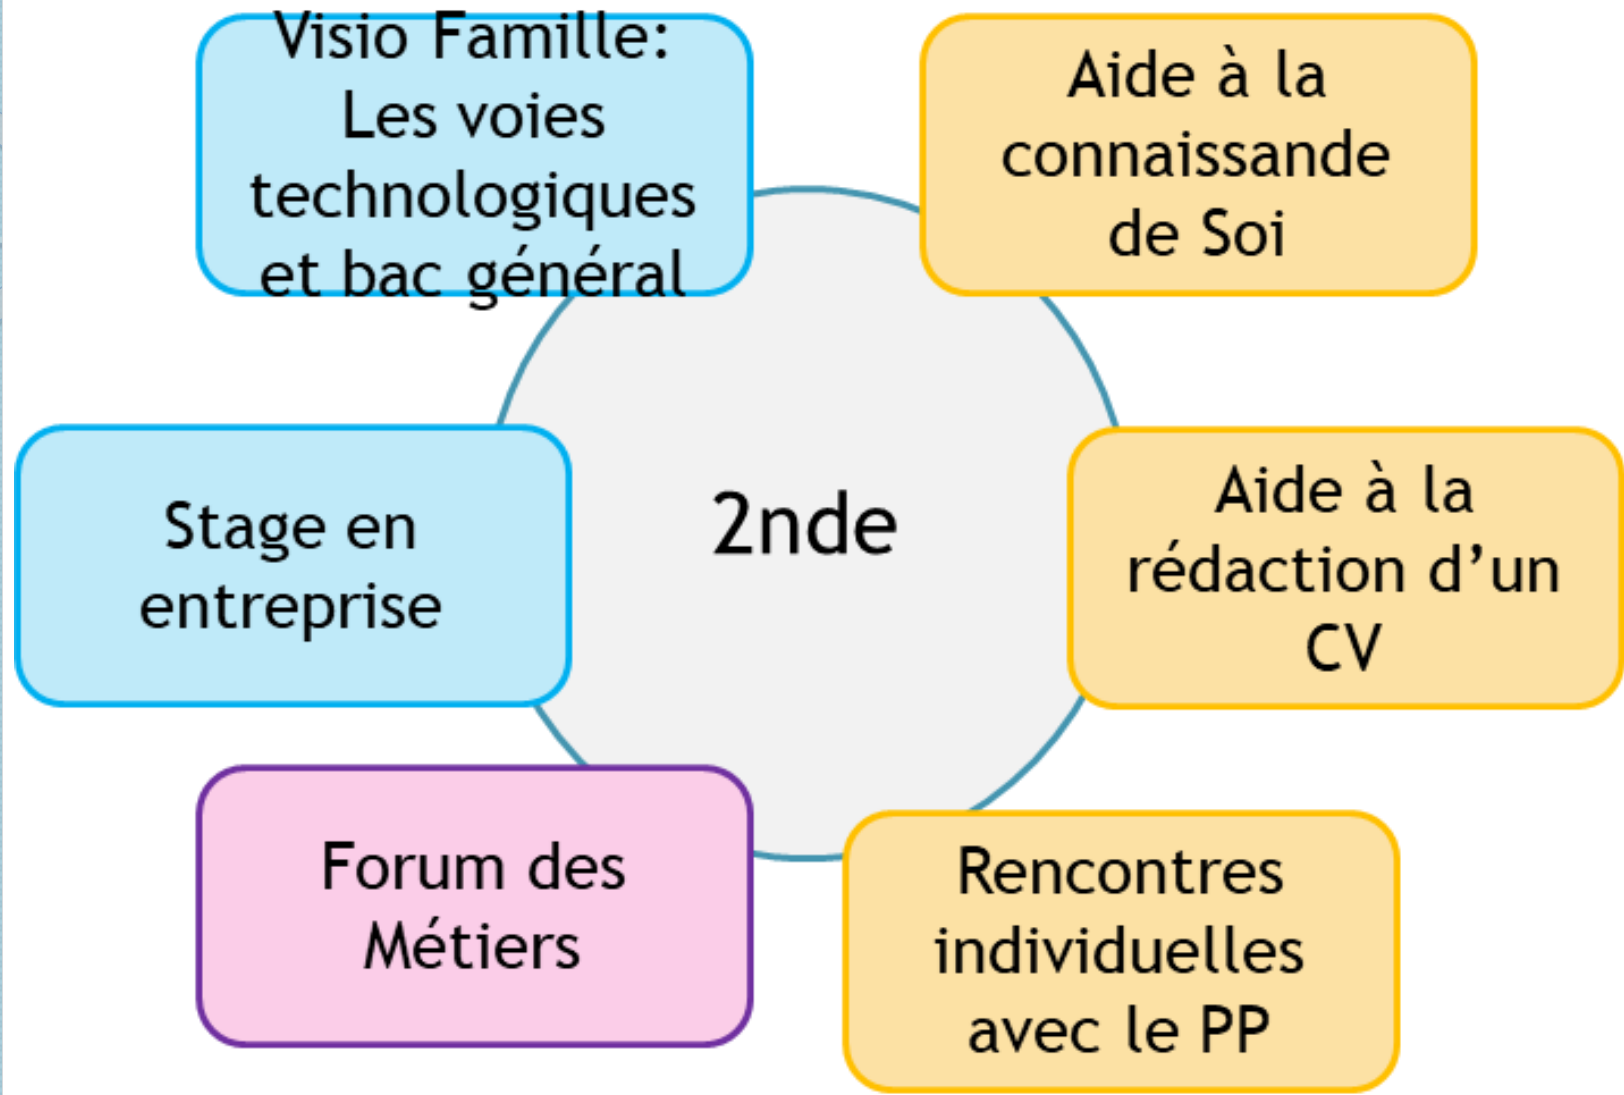 Visio Famille:
Les voies
technologiques
et bac général
Aide à la
connaissande
de Soi
Stage en
entreprise
2nde
Aide à la
rédaction d’un
CV
Forum des
Métiers
Rencontres
individuelles
avec le PP